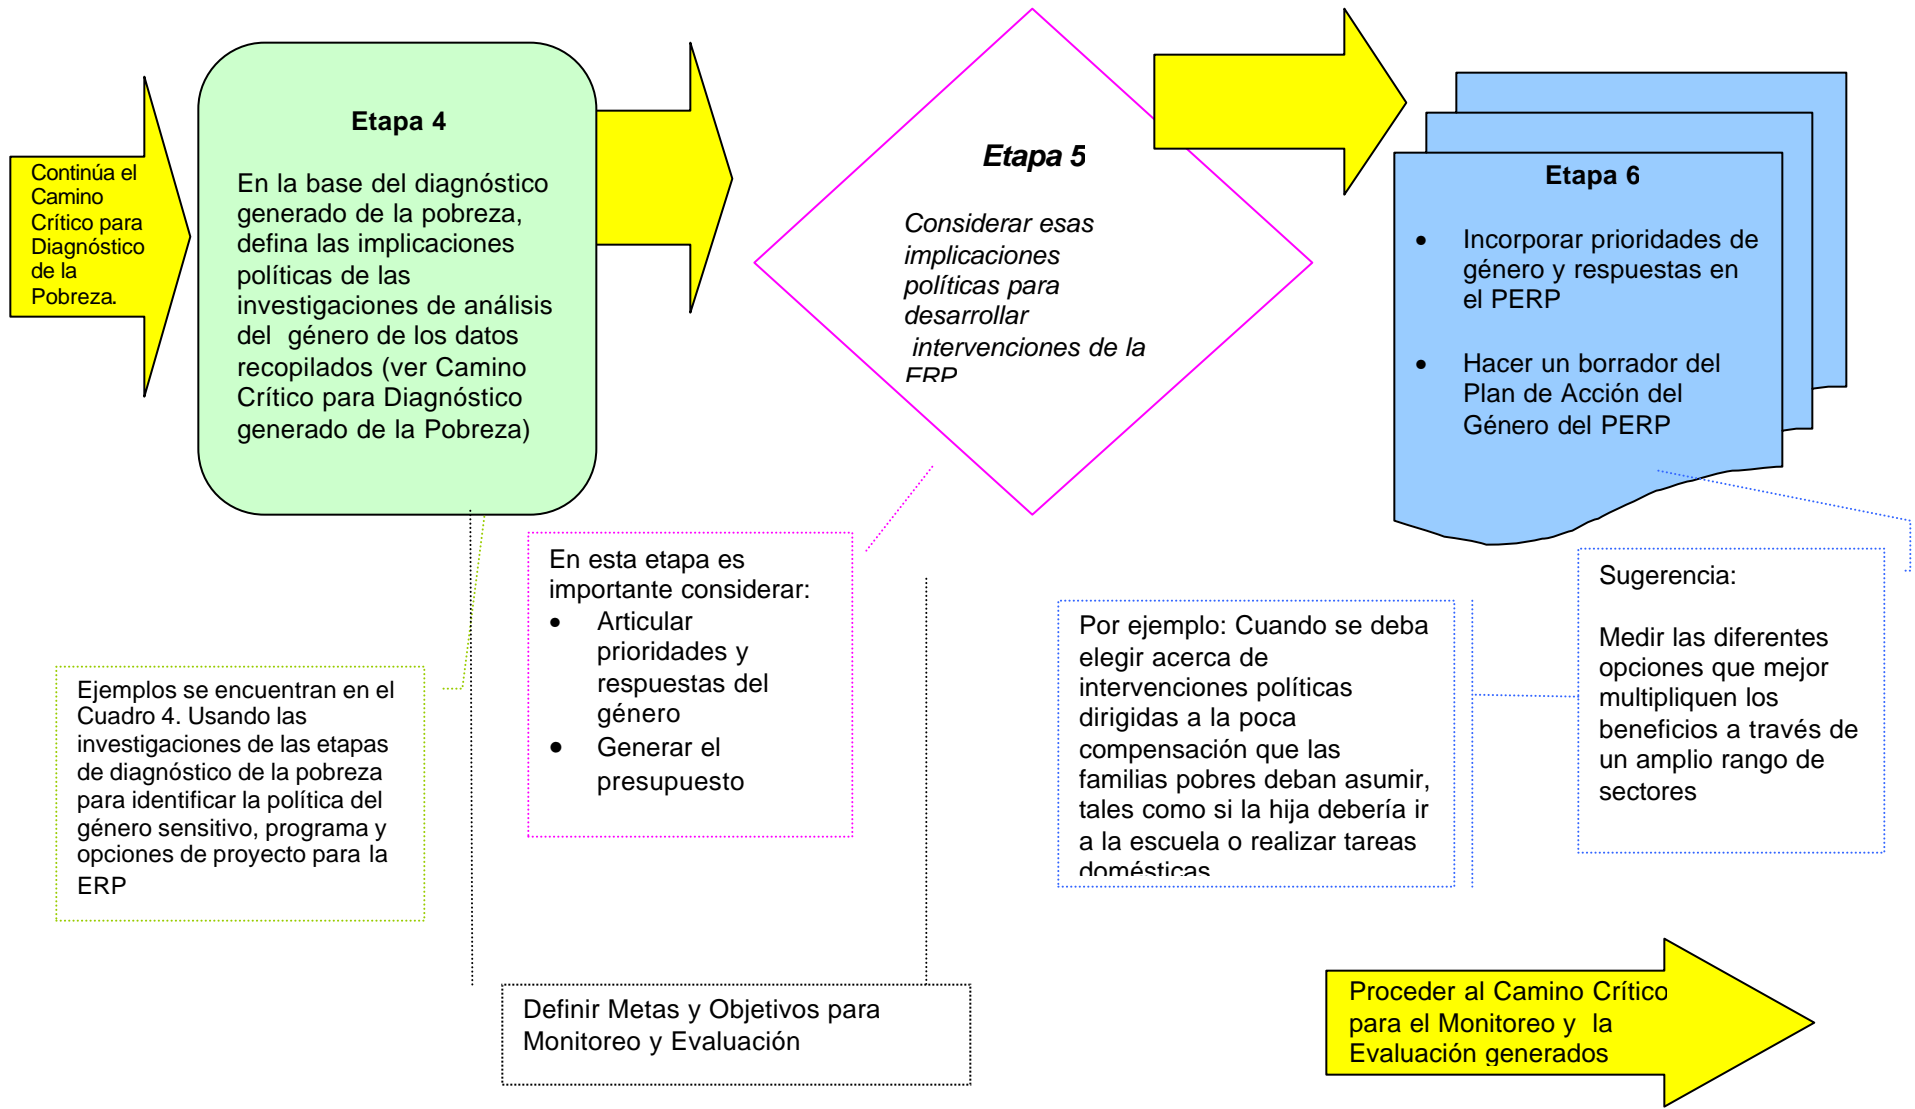 Continúa el
Camino
Crítico para
Diagnóstico
de la
Pobreza.
Etapa 4
En la base del diagnóstico
generado de la pobreza,
defina las implicaciones
políticas de las
investigaciones de análisis
del género de los datos
recopilados (ver Camino
Crítico para Diagnóstico
generado de la Pobreza)
Etapa 5
Considerar esas
implicaciones
políticas para
desarrollar
intervenciones de la
ERP
Etapa 6
• Incorporar prioridades de
género y respuestas en
el PERP
• Hacer un borrador del
Plan de Acción del
Género del PERP
Ejemplos se encuentran en el
Cuadro 4. Usando las
investigaciones de las etapas
de diagnóstico de la pobreza
para identificar la política del
género sensitivo, programa y
opciones de proyecto para la
ERP
En esta etapa es
importante considerar:
• Articular
prioridades y
respuestas del
género
• Generar el
presupuesto
Por ejemplo: Cuando se deba
elegir acerca de
intervenciones políticas
dirigidas a la poca
compensación que las
familias pobres deban asumir,
tales como si la hija debería ir
a la escuela o realizar tareas
domésticas
Sugerencia:
Medir las diferentes
opciones que mejor
multipliquen los
beneficios a través de
un amplio rango de
sectores
Definir Metas y Objetivos para
Monitoreo y Evaluación
Proceder al Camino Crítico
para el Monitoreo y la
Evaluación generados